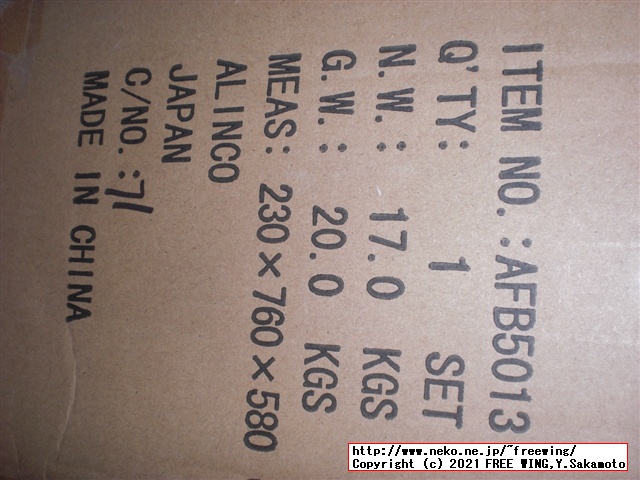 ITEM NO.:AFB5013
Q'TY: 1 SET
N.W.: 17.0 KGS
G.W.: 20.0 KGS
MEAS: 230×760×580
ALINCO
JAPAN
C/NO.:71
MADE IN CHINA
http://www.neko.ne.jp/~freewing/
Copyright (c) 2021 FREE WING,Y.Sakamoto